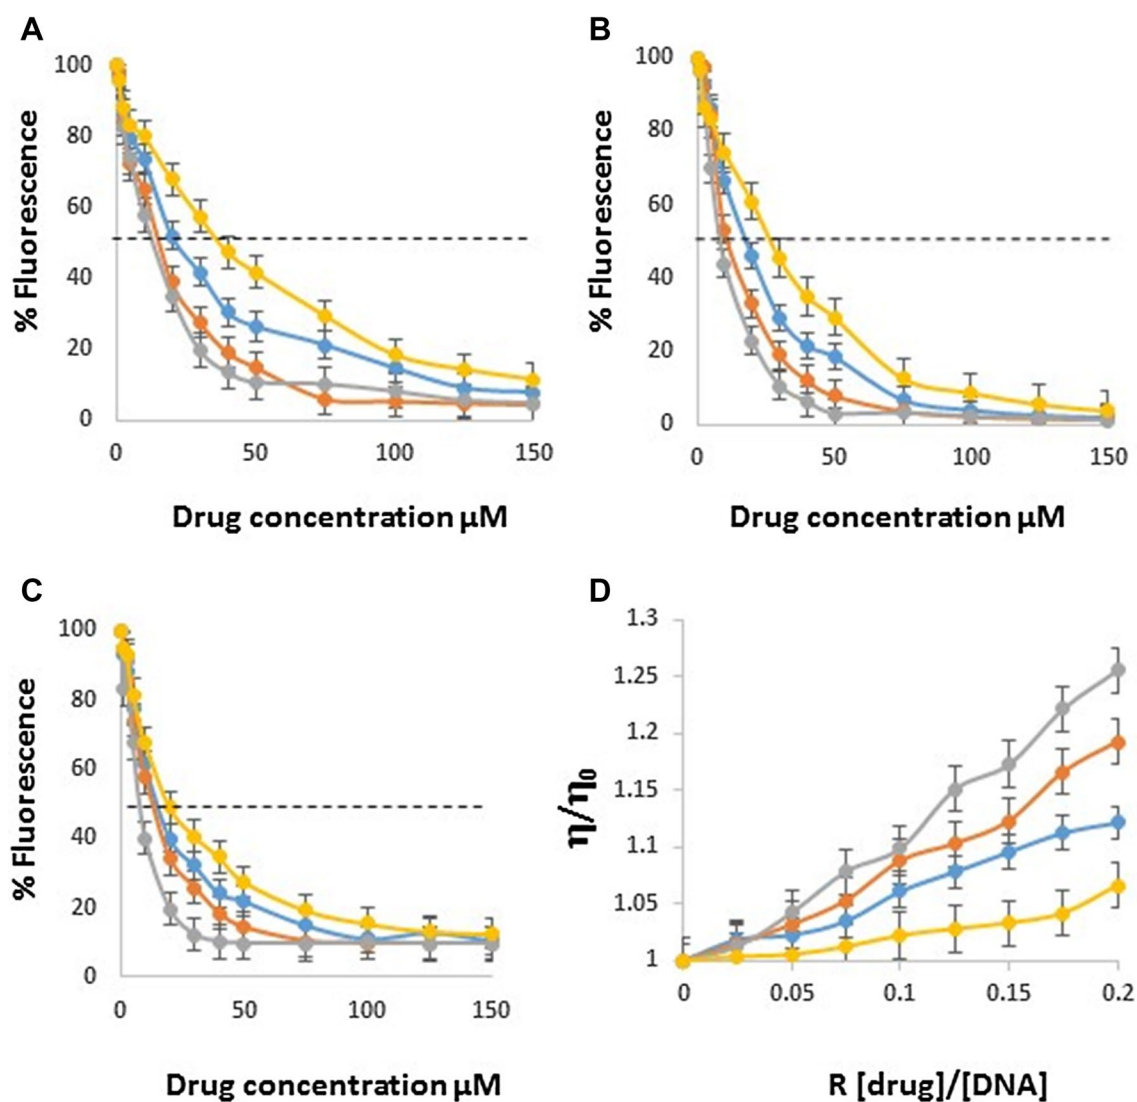 A
100
80
60
40
20
0
% Fluorescence
0 50 100 150
Drug concentration µM
B
100
80
60
40
20
0
% Fluorescence
0 50 100 150
Drug concentration µM
C
100
80
60
40
20
0
% Fluorescence
0 50 100 150
Drug concentration µM
D
1.3
1.25
1.2
1.15
1.1
1.05
1
η/η0
0 0.05 0.1 0.15 0.2
R [drug]/[DNA]